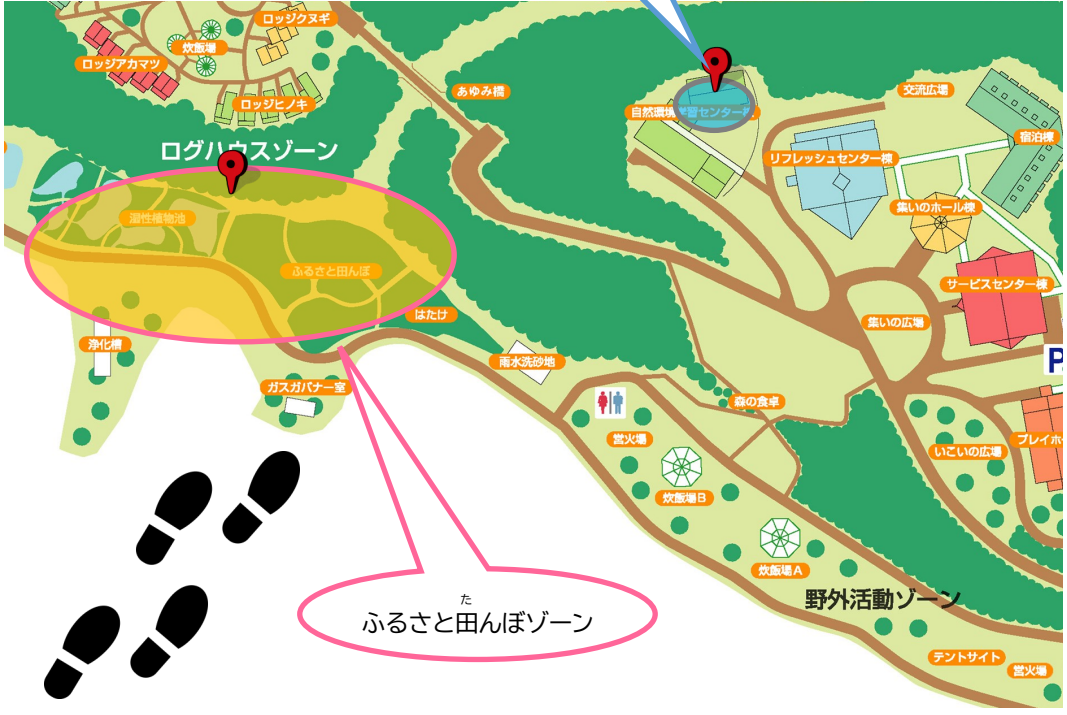 ロッジクヌギ
炊飯場
ロッジアカマツ
ロッジヒノキ
あゆみ橋
ログハウスゾーン
自然環境学習センター棟
交流広場
宿泊棟
リフレッシュセンター棟
集いのホール棟
サービスセンター棟
湿性植物池
ふるさと田んぼ
はたけ
集いの広場
浄化槽
雨水洗砂地
P
ガスガバナー室
森の食卓
営火場
いこいの広場
プレイホ
炊飯場B
炊飯場A
野外活動ゾーン
た
ふるさと田んぼゾーン
テントサイト
営火場